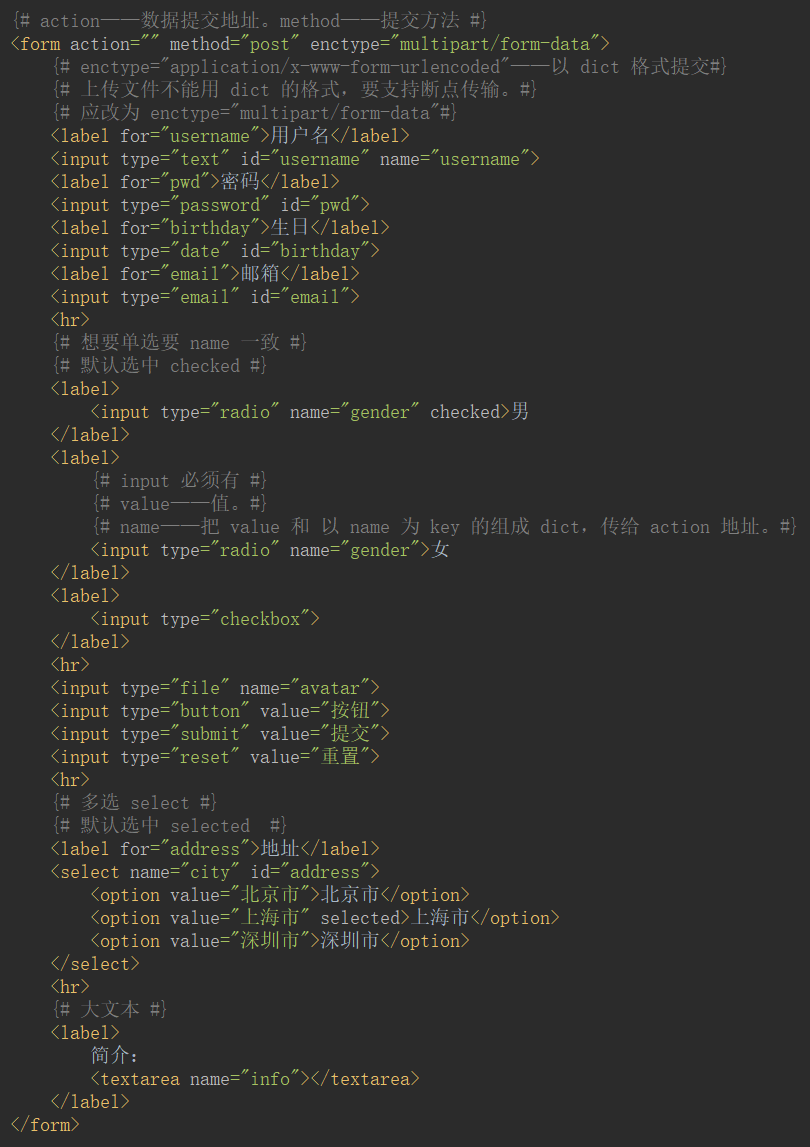 {# action——数据提交地址。method——提交方法 #}
<form action="" method="post" enctype="multipart/form-data">
    {# enctype="application/x-www-form-urlencoded"——以 dict 格式提交#}
    {# 上传文件不能用 dict 的格式，要支持断点传输。#}
    {# 应改为 enctype="multipart/form-data"#}
    <label for="username">用户名</label>
    <input type="text" id="username" name="username">
    <label for="pwd">密码</label>
    <input type="password" id="pwd">
    <label for="birthday">生日</label>
    <input type="date" id="birthday">
    <label for="email">邮箱</label>
    <input type="email" id="email">
    <hr>
    {# 想要单选要 name 一致 #}
    {# 默认选中 checked #}
    <label>
        <input type="radio" name="gender" checked>男
    </label>
    <label>
        {# input 必须有 #}
        {# value——值。#}
        {# name——把 value 和 以 name 为 key 的组成 dict，传给 action 地址。#}
        <input type="radio" name="gender">女
    </label>
    <label>
        <input type="checkbox">
    </label>
    <hr>
    <input type="file" name="avatar">
    <input type="button" value="按钮">
    <input type="submit" value="提交">
    <input type="reset" value="重置">
    <hr>
    {# 多选 select #}
    {# 默认选中 selected  #}
    <label for="address">地址</label>
    <select name="city" id="address">
        <option value="北京市">北京市</option>
        <option value="上海市" selected>上海市</option>
        <option value="深圳市">深圳市</option>
    </select>
    <hr>
    {# 大文本 #}
    <label>
        简介：
        <textarea name="info"></textarea>
    </label>
</form>